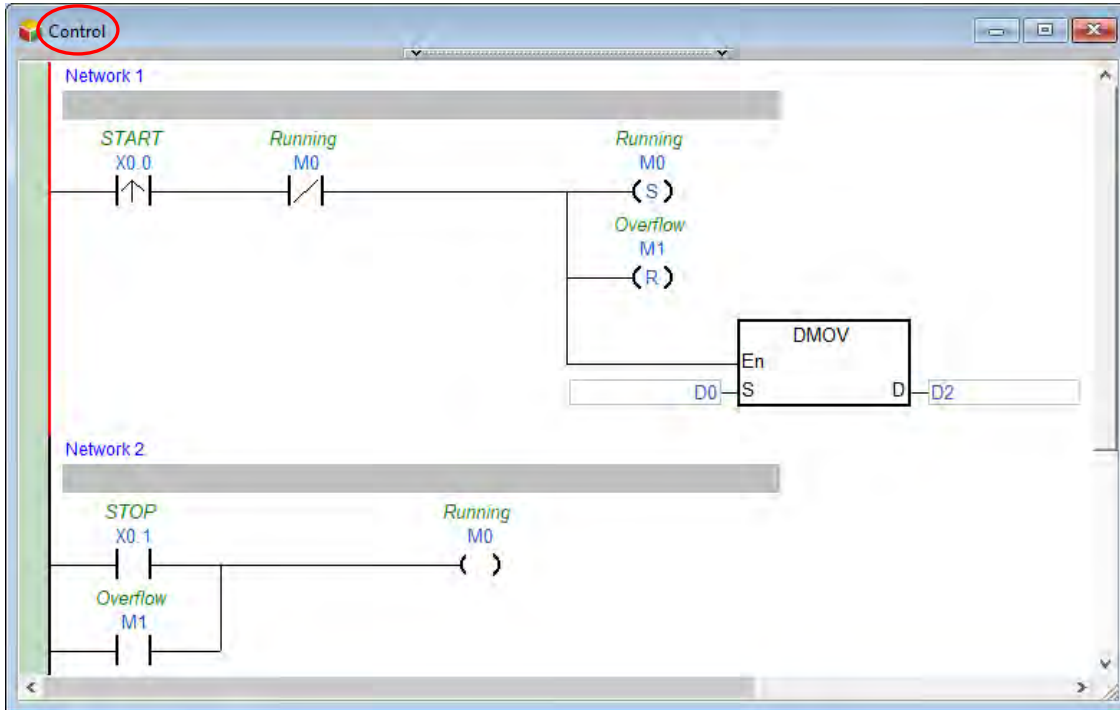 Control
Network 1
START Running Running
X0.0 M0 M0
S
Overflow
M1
R
DMOV
En
D0 S D D2
Network 2
STOP Running
X0.1 M0
Overflow
M1